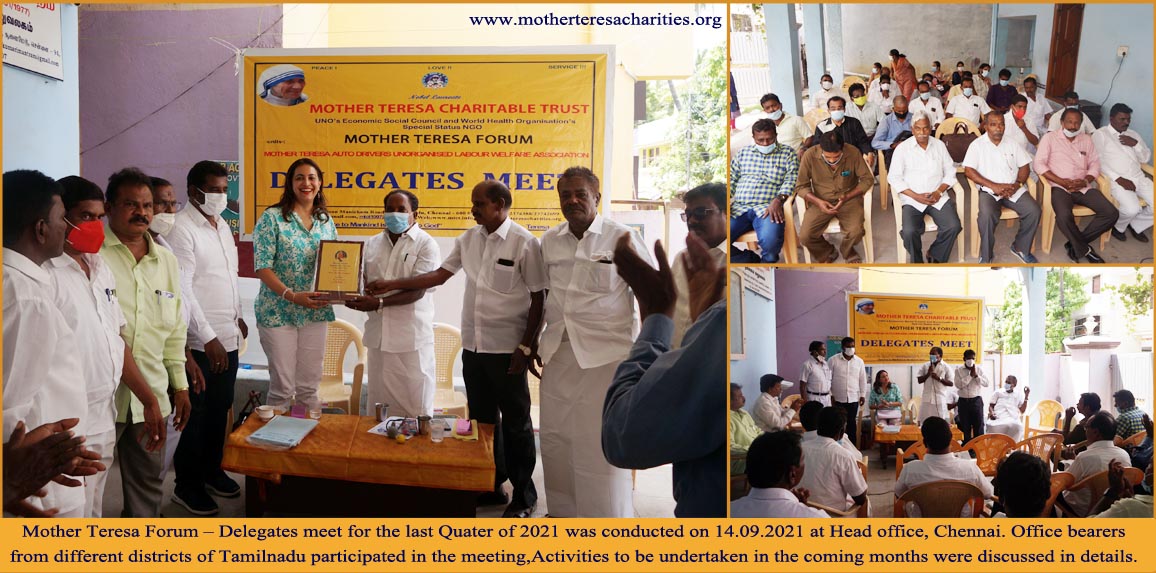 www.motherteresacharities.org
(1977)
PEACE I LOVE II SERVICE III
Nobel Laureate
MOTHER TERESA CHARITABLE TRUST
UNO's Economic Social Council and World Health Organisation's
Special Status NGO
MOTHER TERESA FORUM
MOTHER TERESA AUTO DRIVERS UNORGANISED LABOUR WELFARE ASSOCIATION
DELEGATES MEET
MOTHER TERESA CHARITABLE TRUST
MOTHER TERESA FORUM
DELEGATES MEET
Mother Teresa Forum – Delegates meet for the last Quater of 2021 was conducted on 14.09.2021 at Head office, Chennai. Office bearers
from different districts of Tamilnadu participated in the meeting,Activities to be undertaken in the coming months were discussed in details.